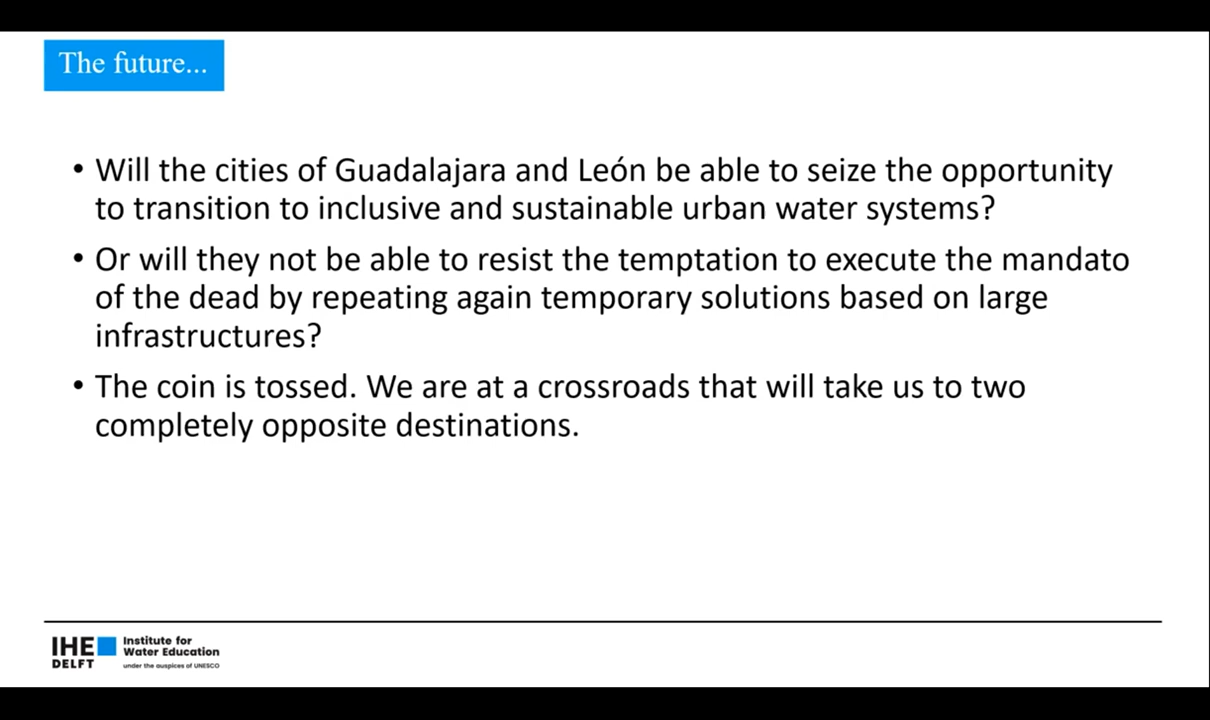 The future...
• Will the cities of Guadalajara and León be able to seize the opportunity
to transition to inclusive and sustainable urban water systems?
• Or will they not be able to resist the temptation to execute the mandato
of the dead by repeating again temporary solutions based on large
infrastructures?
• The coin is tossed. We are at a crossroads that will take us to two
completely opposite destinations.
IHE
DELFT
Institute for
Water Education
under the auspices of UNESCO